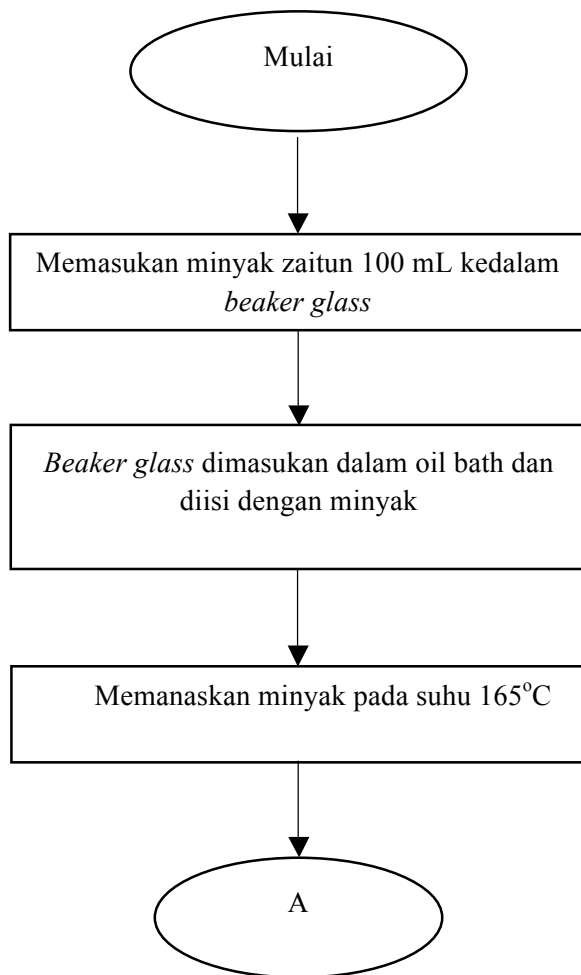 Mulai
Memasukan minyak zaitun 100 mL kedalam
beaker glass
Beaker glass dimasukan dalam oil bath dan
diisi dengan minyak
Memanaskan minyak pada suhu 165°C
A